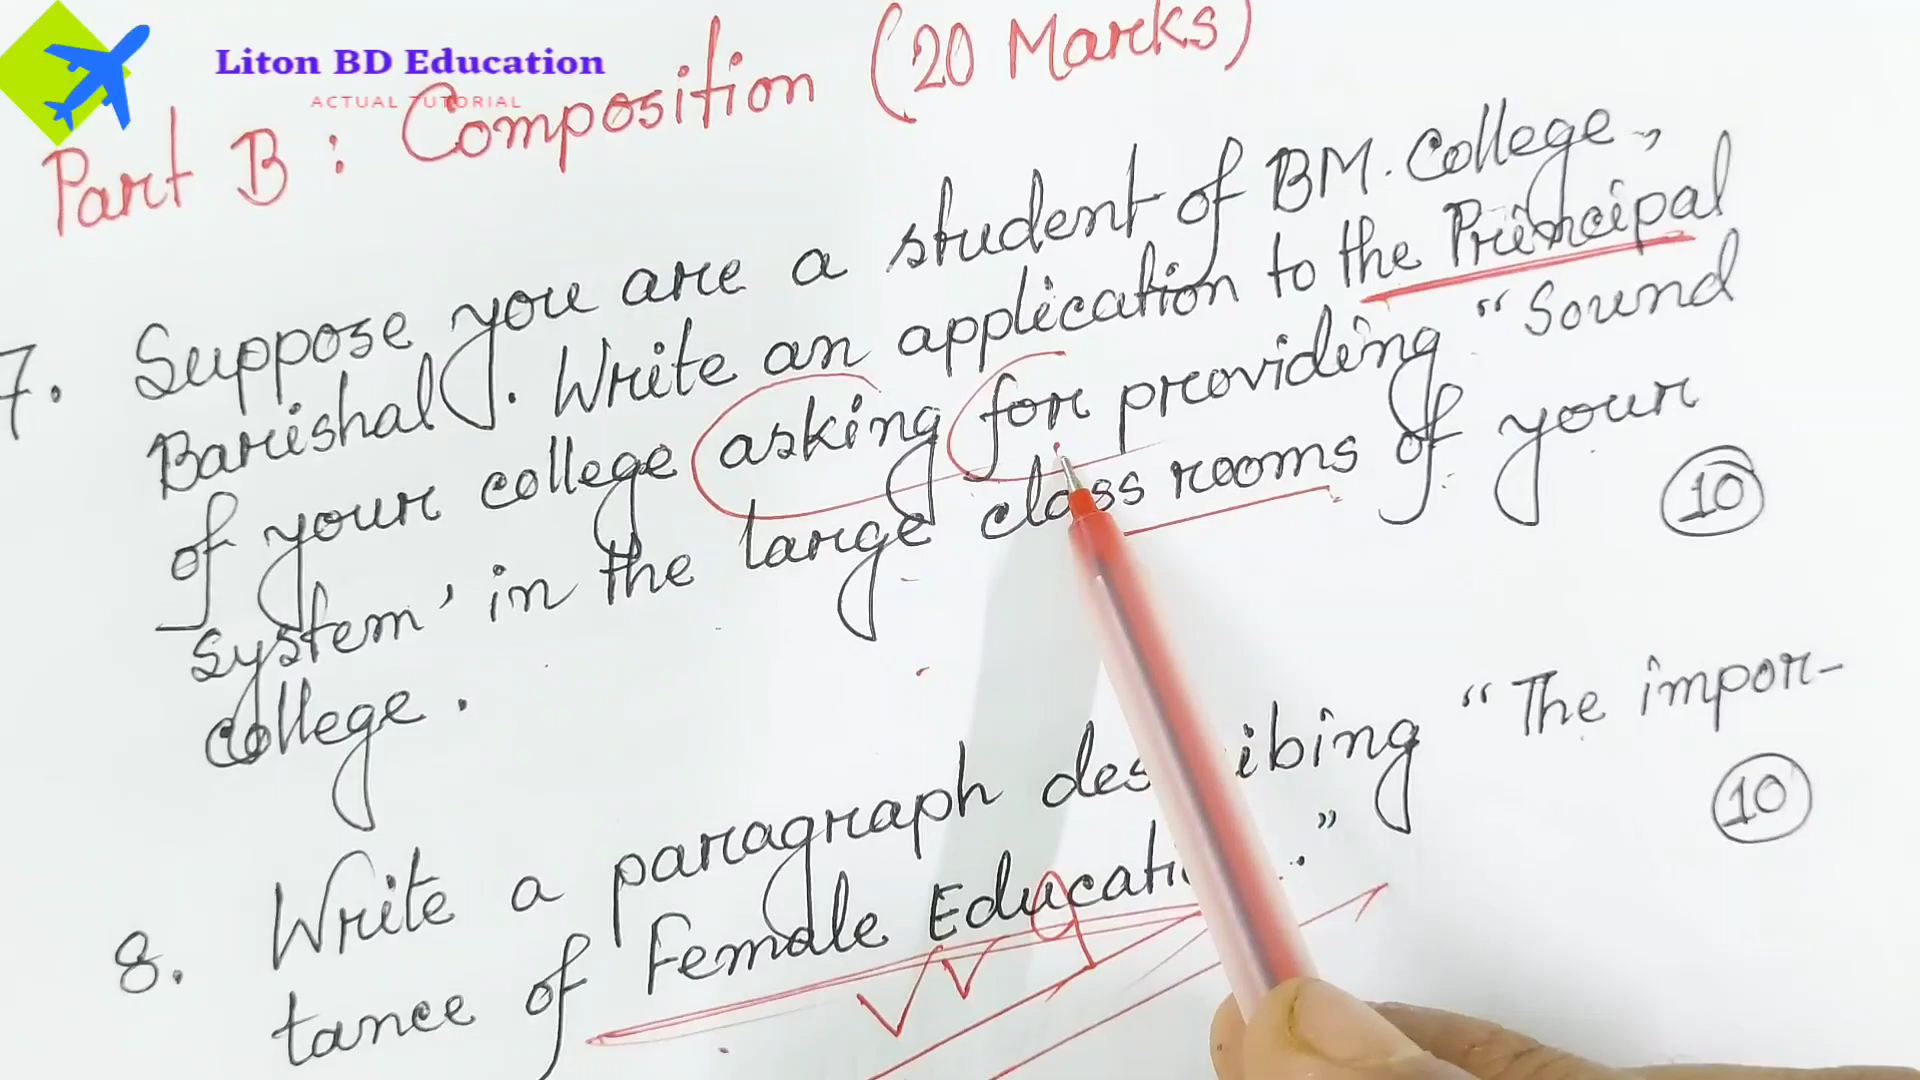 Liton BD Education
ACTUAL TUTORIAL
Part B : Composition (20 Marks)
7. Suppose you are a student of BM. College,
Barishal. Write an application to the Principal
of your college asking for providing "Sound
system' in the large class rooms of your
college.
10
8. Write a paragraph describing "The impor-
tance of Female Education."
10